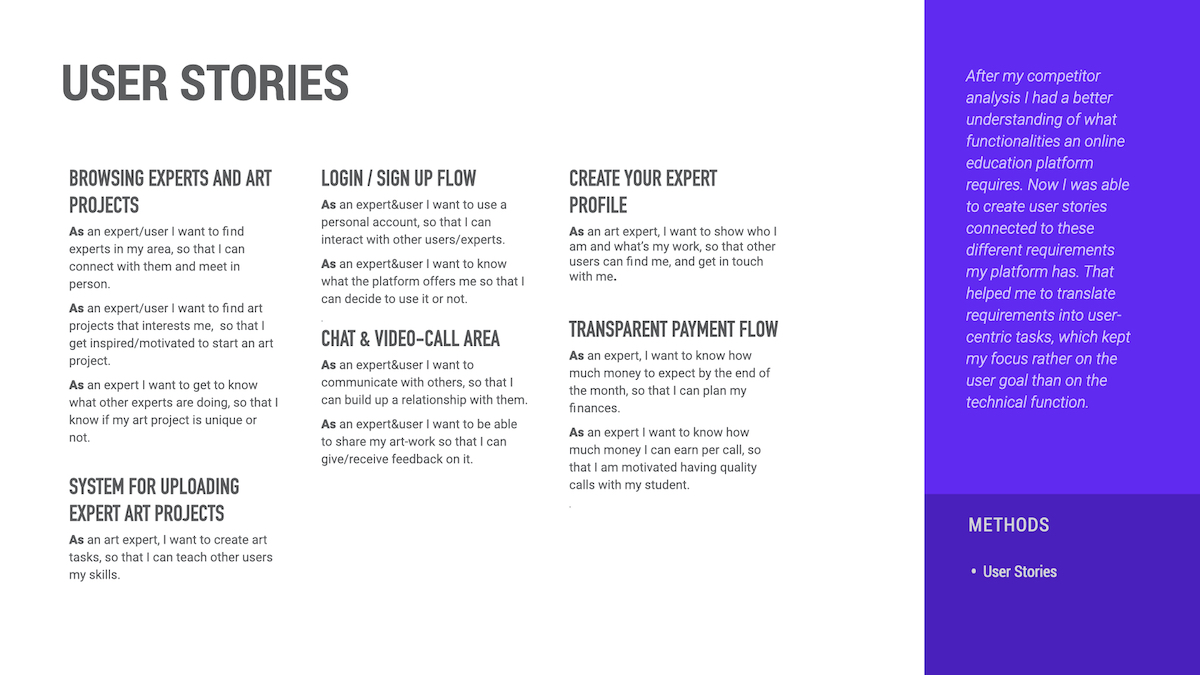 USER STORIES
BROWSING EXPERTS AND ART
PROJECTS
As an expert/user I want to find
experts in my area, so that I can
connect with them and meet in
person.
As an expert/user I want to find art
projects that interests me,  so that I
get inspired/motivated to start an art
project.
As an expert I want to get to know
what other experts are doing, so that I
know if my art project is unique or
not.
SYSTEM FOR UPLOADING
EXPERT ART PROJECTS
As an art expert, I want to create art
tasks, so that I can teach other users
my skills.
LOGIN / SIGN UP FLOW
As an expert&user I want to use a
personal account, so that I can
interact with other users/experts.
As an expert&user I want to know
what the platform offers me so that I
can decide to use it or not.
.
CHAT & VIDEO-CALL AREA
As an expert&user I want to
communicate with others, so that I
can build up a relationship with them.
As an expert&user I want to be able
to share my art-work so that I can
give/receive feedback on it.
CREATE YOUR EXPERT
PROFILE
As an art expert, I want to show who I
am and what's my work, so that other
users can find me, and get in touch
with me.
TRANSPARENT PAYMENT FLOW
As an expert, I want to know how
much money to expect by the end of
the month, so that I can plan my
finances.
As an expert I want to know how
much money I can earn per call, so
that I am motivated having quality
calls with my student.
.
After my competitor
analysis I had a better
understanding of what
functionalities an online
education platform
requires. Now I was able
to create user stories
connected to these
different requirements
my platform has. That
helped me to translate
requirements into user-
centric tasks, which kept
my focus rather on the
user goal than on the
technical function.
METHODS
• User Stories